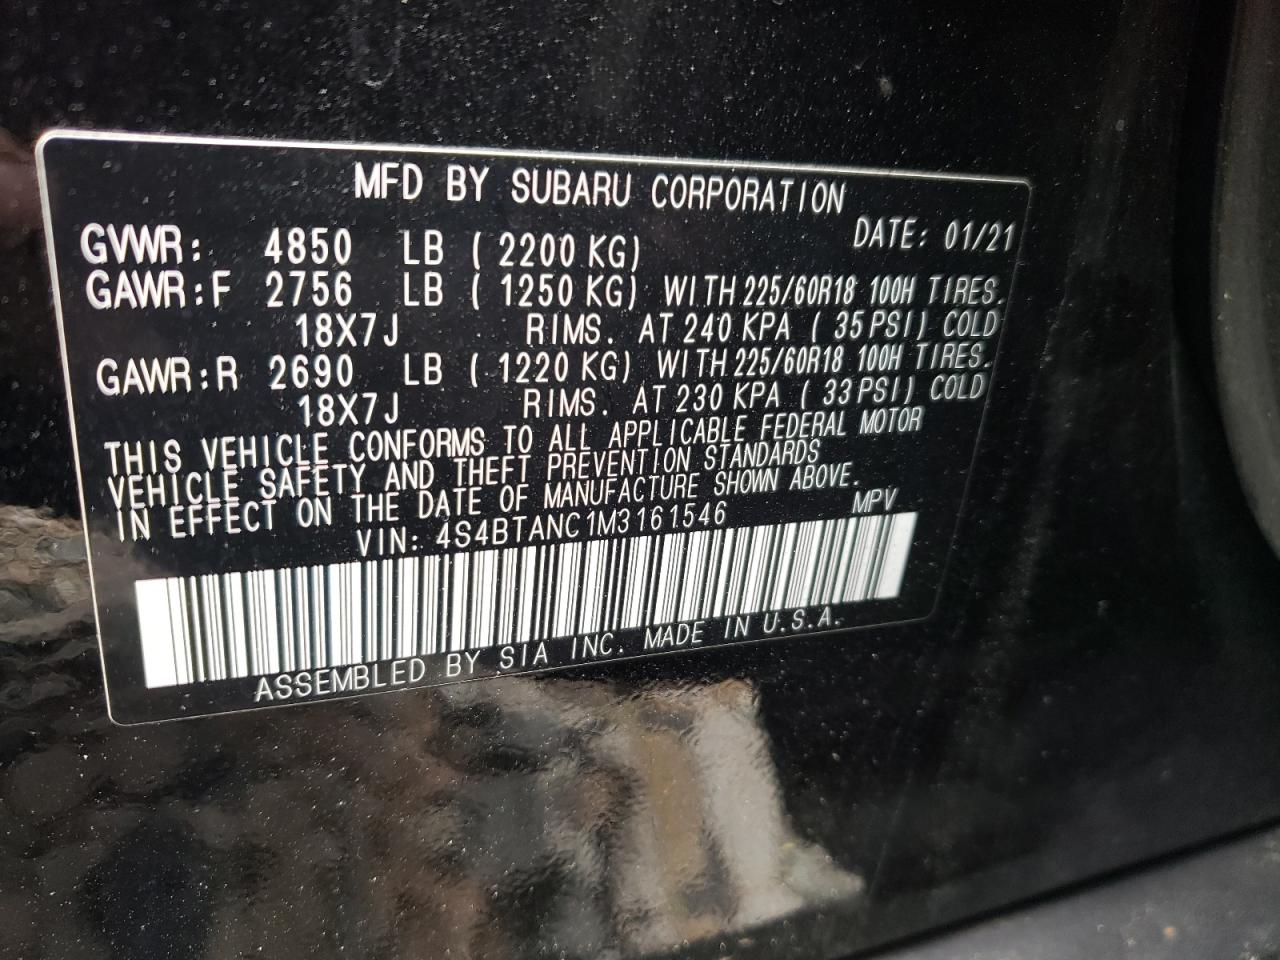 MFD BY SUBARU CORPORATION
DATE: 01/21
GVWR: 4850 LB ( 2200 KG)
GAWR:F 2756 LB ( 1250 KG) WITH 225/60R18 100H TIRES.
18X7J RIMS. AT 240 KPA ( 35 PSI) COLD
GAWR:R 2690 LB ( 1220 KG) WITH 225/60R18 100H TIRES.
18X7J RIMS. AT 230 KPA ( 33 PSI) COLD
THIS VEHICLE CONFORMS TO ALL APPLICABLE FEDERAL MOTOR
VEHICLE SAFETY AND THEFT PREVENTION STANDARDS
IN EFFECT ON THE DATE OF MANUFACTURE SHOWN ABOVE.
VIN: 4S4BTANC1M3161546 MPV
ASSEMBLED BY SIA INC. MADE IN U.S.A.